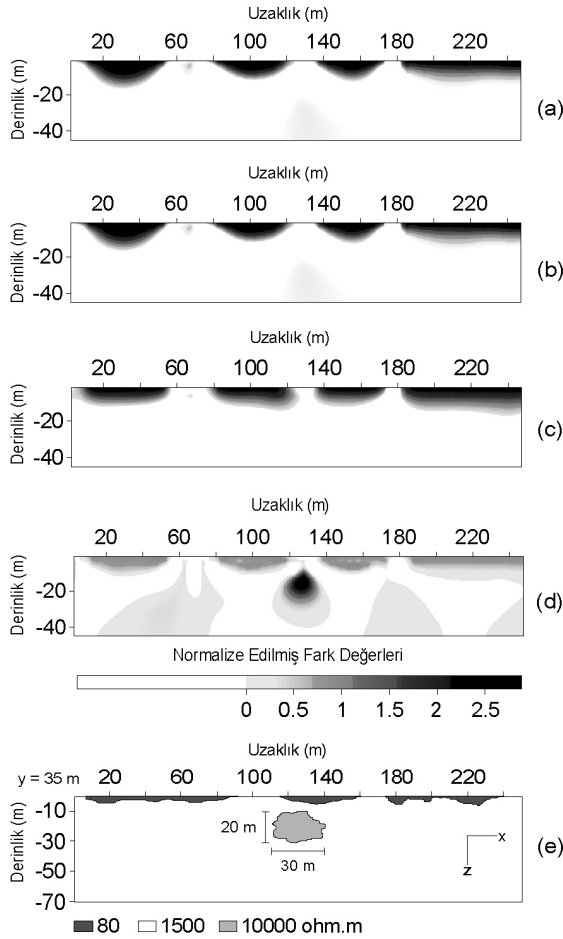 Uzaklık (m)
20 60 100 140 180 220
Derinlik (m)
-20
-40
(a)
Uzaklık (m)
20 60 100 140 180 220
Derinlik (m)
-20
-40
(b)
Uzaklık (m)
20 60 100 140 180 220
Derinlik (m)
-20
-40
(c)
Uzaklık (m)
20 60 100 140 180 220
Derinlik (m)
-20
-40
(d)
Normalize Edilmiş Fark Değerleri
0 0.5 1 1.5 2 2.5
Uzaklık (m)
y = 35 m
20 60 100 140 180 220
Derinlik (m)
-10
-30
-50
-70
20 m
30 m
x
z
(e)
80 1500 10000 ohm.m